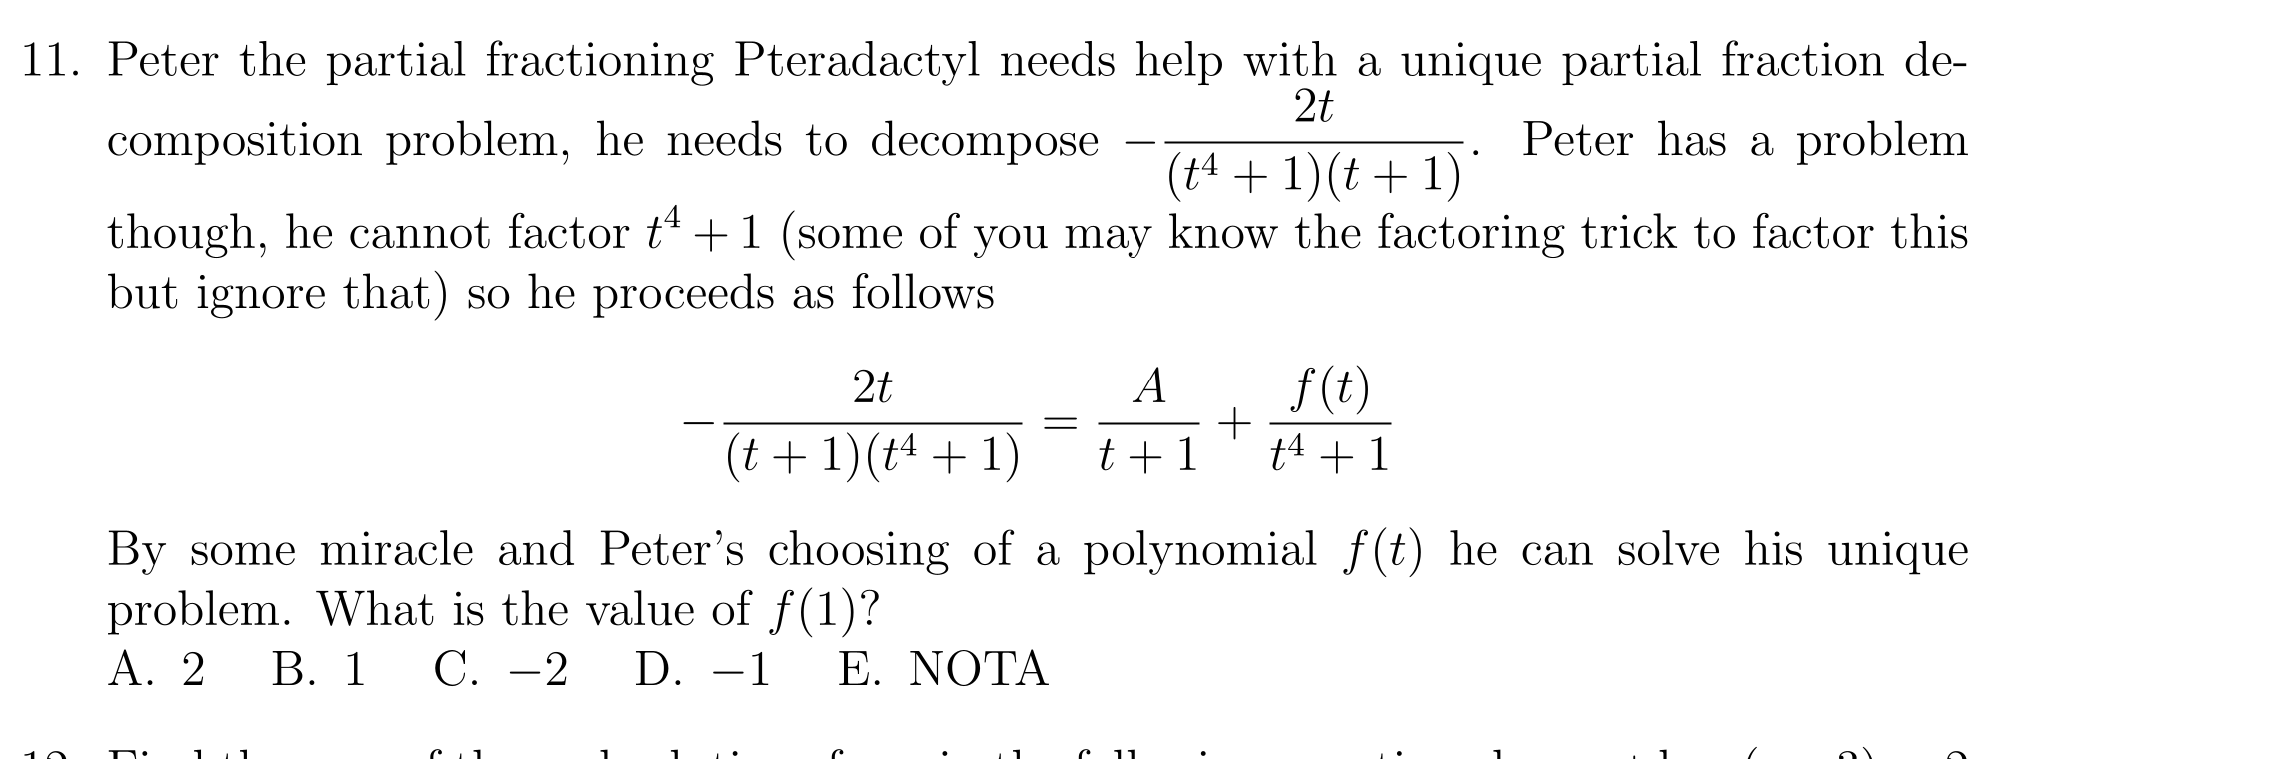 11. Peter the partial fractioning Pteradactyl needs help with a unique partial fraction de-
composition problem, he needs to decompose $-\frac{2t}{(t^4+1)(t+1)}$. Peter has a problem
though, he cannot factor $t^4+1$ (some of you may know the factoring trick to factor this
but ignore that) so he proceeds as follows
$-\frac{2t}{(t+1)(t^4+1)} = \frac{A}{t+1} + \frac{f(t)}{t^4+1}$
By some miracle and Peter's choosing of a polynomial $f(t)$ he can solve his unique
problem. What is the value of $f(1)$?
A. 2 B. 1 C. −2 D. −1 E. NOTA